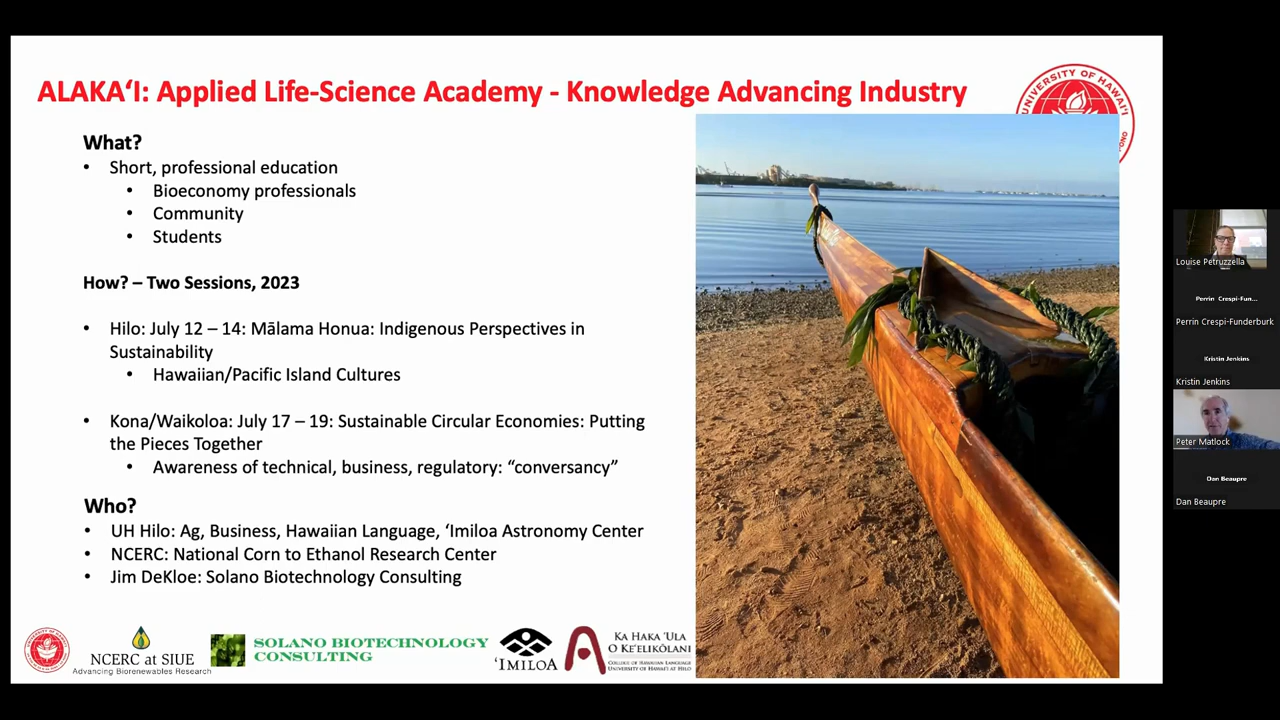 ALAKAʻI: Applied Life-Science Academy - Knowledge Advancing Industry
UNIVERSITY OF HAWAIʻI
ONO
What?
• Short, professional education
• Bioeconomy professionals
• Community
• Students
How? – Two Sessions, 2023
• Hilo: July 12 – 14: Mālama Honua: Indigenous Perspectives in
Sustainability
• Hawaiian/Pacific Island Cultures
• Kona/Waikoloa: July 17 – 19: Sustainable Circular Economies: Putting
the Pieces Together
• Awareness of technical, business, regulatory: “conversancy”
Who?
• UH Hilo: Ag, Business, Hawaiian Language, ʻImiloa Astronomy Center
• NCERC: National Corn to Ethanol Research Center
• Jim DeKloe: Solano Biotechnology Consulting
NCERC at SIUE
Advancing Biorenewables Research
SOLANO BIOTECHNOLOGY
CONSULTING
ʻIMILOA
KA HAKA ʻULA
O KEʻELIKŌLANI
COLLEGE OF HAWAIIAN LANGUAGE
UNIVERSITY OF HAWAIʻI AT HILO
Louise Petruzzella
Perrin Crespi-Fun...
Perrin Crespi-Funderburk
Kristin Jenkins
Kristin Jenkins
Peter Matlock
Dan Beaupre
Dan Beaupre